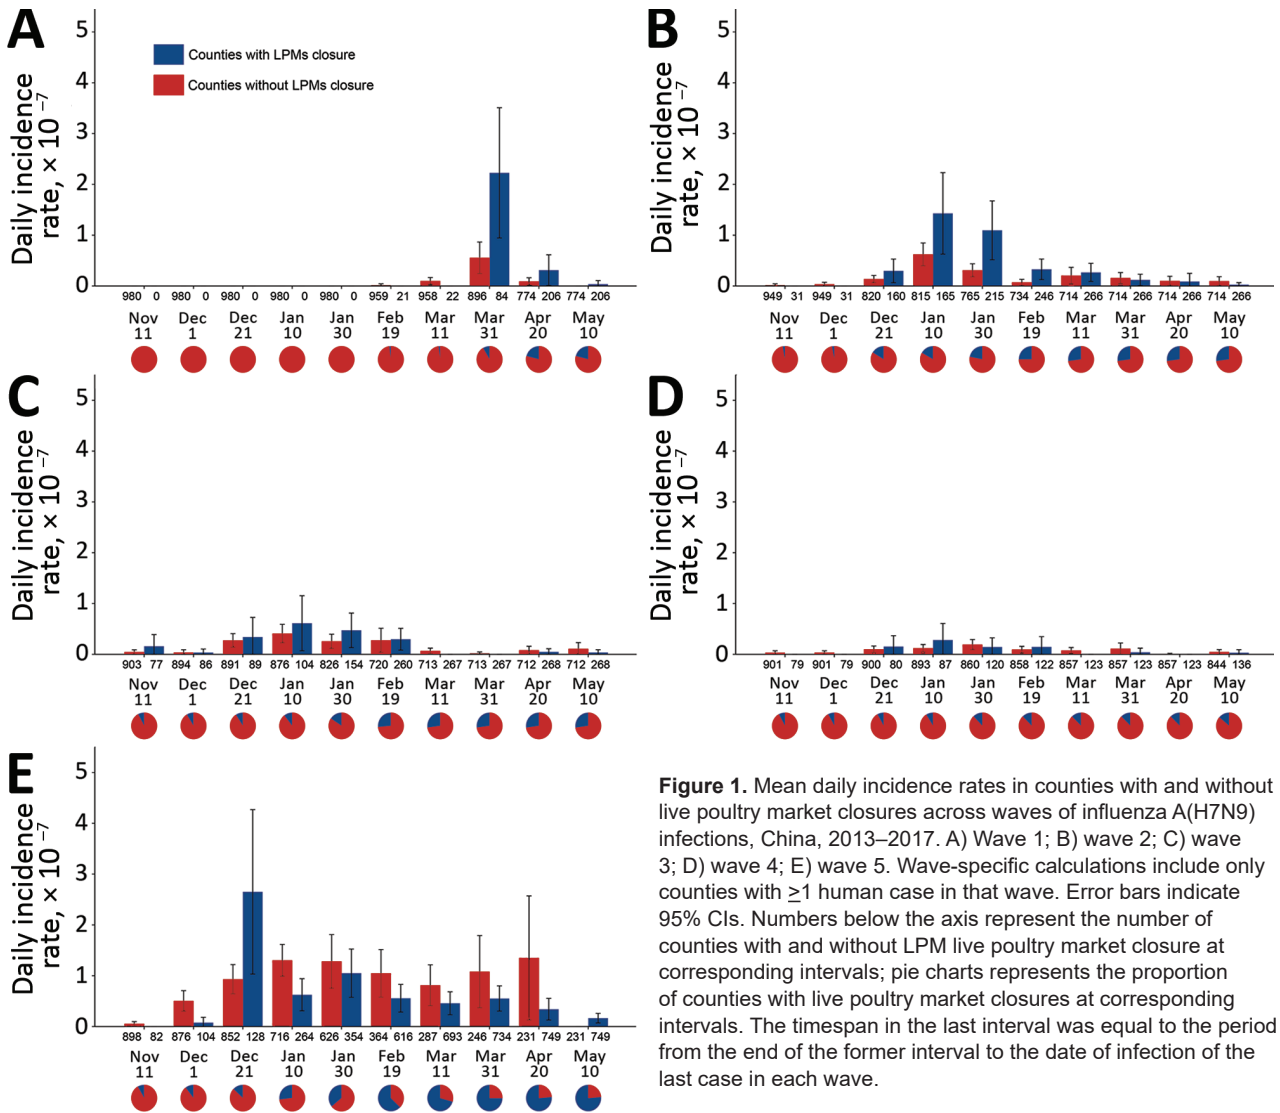 A
Daily incidence
rate, × 10 –7
5
4
3
2
1
0
Counties with LPMs closure
Counties without LPMs closure
980 0 980 0 980 0 980 0 980 0 959 21 958 22 896 84 774 206 774 206
Nov Dec Dec Jan Jan Feb Mar Mar Apr May
11 1 21 10 30 19 11 31 20 10
B
Daily incidence
rate, × 10 –7
5
4
3
2
1
0
949 31 949 31 820 160 815 165 765 215 734 246 714 266 714 266 714 266 714 266
Nov Dec Dec Jan Jan Feb Mar Mar Apr May
11 1 21 10 30 19 11 31 20 10
C
Daily incidence
rate, × 10 –7
5
4
3
2
1
0
903 77 894 86 891 89 876 104 826 154 720 260 713 267 713 267 712 268 712 268
Nov Dec Dec Jan Jan Feb Mar Mar Apr May
11 1 21 10 30 19 11 31 20 10
D
Daily incidence
rate, × 10 –7
5
4
3
2
1
0
901 79 901 79 900 80 893 87 860 120 858 122 857 123 857 123 857 123 844 136
Nov Dec Dec Jan Jan Feb Mar Mar Apr May
11 1 21 10 30 19 11 31 20 10
E
Daily incidence
rate, × 10 –7
5
4
3
2
1
0
898 82 876 104 852 128 716 264 626 354 364 616 287 693 246 734 231 749 231 749
Nov Dec Dec Jan Jan Feb Mar Mar Apr May
11 1 21 10 30 19 11 31 20 10
Figure 1. Mean daily incidence rates in counties with and without
live poultry market closures across waves of influenza A(H7N9)
infections, China, 2013–2017. A) Wave 1; B) wave 2; C) wave
3; D) wave 4; E) wave 5. Wave-specific calculations include only
counties with ≥1 human case in that wave. Error bars indicate
95% CIs. Numbers below the axis represent the number of
counties with and without LPM live poultry market closure at
corresponding intervals; pie charts represents the proportion
of counties with live poultry market closures at corresponding
intervals. The timespan in the last interval was equal to the period
from the end of the former interval to the date of infection of the
last case in each wave.